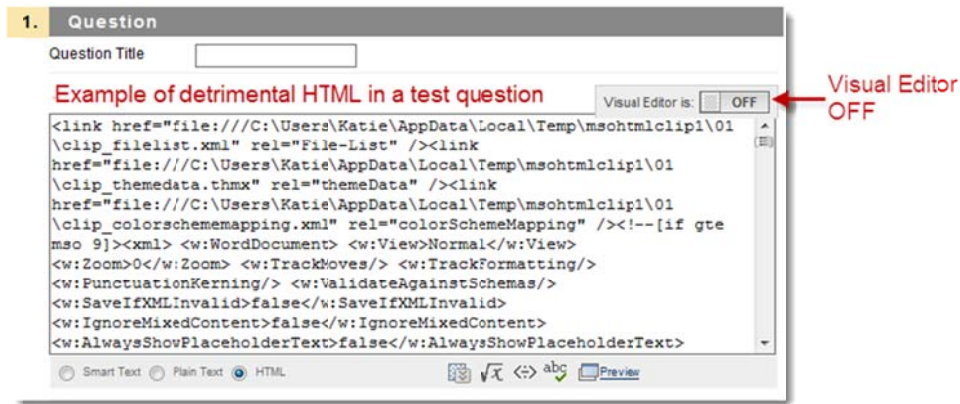 1. Question
Question Title
Example of detrimental HTML in a test question
Visual Editor is: OFF
Visual Editor
OFF
<link href="file:///C:\Users\Katie\AppData\Local\Temp\msohtmlclip1\01
\clip_filelist.xml" rel="File-List" /><link
href="file:///C:\Users\Katie\AppData\Local\Temp\msohtmlclip1\01
\clip_themedata.thmx" rel="themeData" /><link
href="file:///C:\Users\Katie\AppData\Local\Temp\msohtmlclip1\01
\clip_colorschememapping.xml" rel="colorSchemeMapping" /><!--[if gte
mso 9]><xml> <w:WordDocument> <w:View>Normal</w:View>
<w:Zoom>0</w:Zoom> <w:TrackMoves/> <w:TrackFormatting/>
<w:PunctuationKerning/> <w:ValidateAgainstSchemas/>
<w:SaveIfXMLInvalid>false</w:SaveIfXMLInvalid>
<w:IgnoreMixedContent>false</w:IgnoreMixedContent>
<w:AlwaysShowPlaceholderText>false</w:AlwaysShowPlaceholderText>
Smart Text Plain Text HTML √x <÷> abc Preview